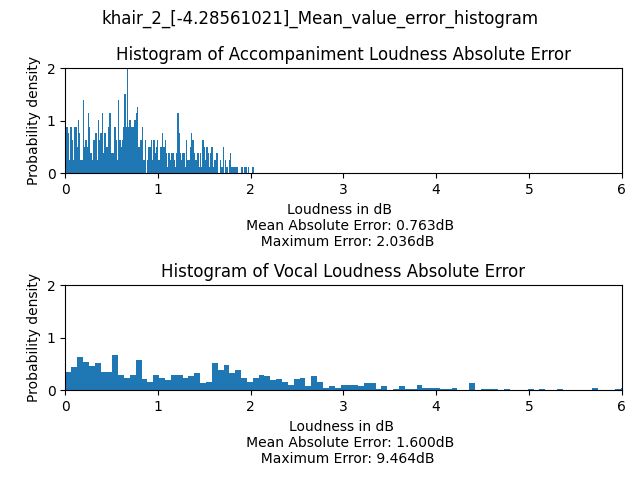 khair_2_[-4.28561021]_Mean_value_error_histogram
Histogram of Accompaniment Loudness Absolute Error
Probability density
2
1
0
0 1 2 3 4 5 6
Loudness in dB
Mean Absolute Error: 0.763dB
Maximum Error: 2.036dB
Histogram of Vocal Loudness Absolute Error
Probability density
2
1
0
0 1 2 3 4 5 6
Loudness in dB
Mean Absolute Error: 1.600dB
Maximum Error: 9.464dB